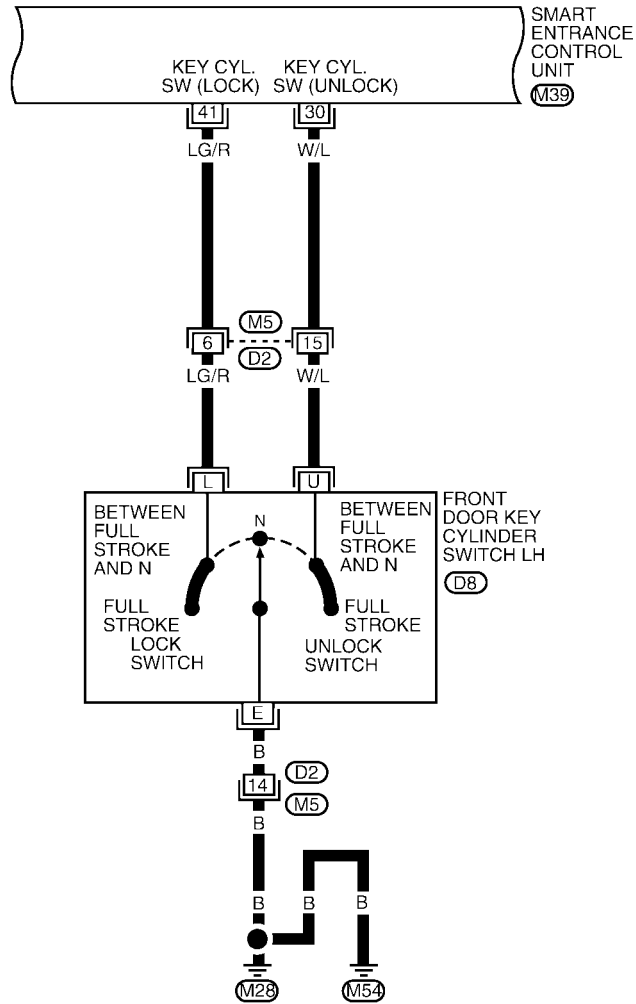 SMART
ENTRANCE
CONTROL
UNIT
M39
KEY CYL.
SW (LOCK)
KEY CYL.
SW (UNLOCK)
41
30
LG/R
W/L
M5
6
15
D2
LG/R
W/L
L
U
BETWEEN
FULL
STROKE
AND N
N
BETWEEN
FULL
STROKE
AND N
FRONT
DOOR KEY
CYLINDER
SWITCH LH
D8
FULL
STROKE
LOCK
SWITCH
FULL
STROKE
UNLOCK
SWITCH
E
B
14
D2
M5
B
B
B
B
M28
M54